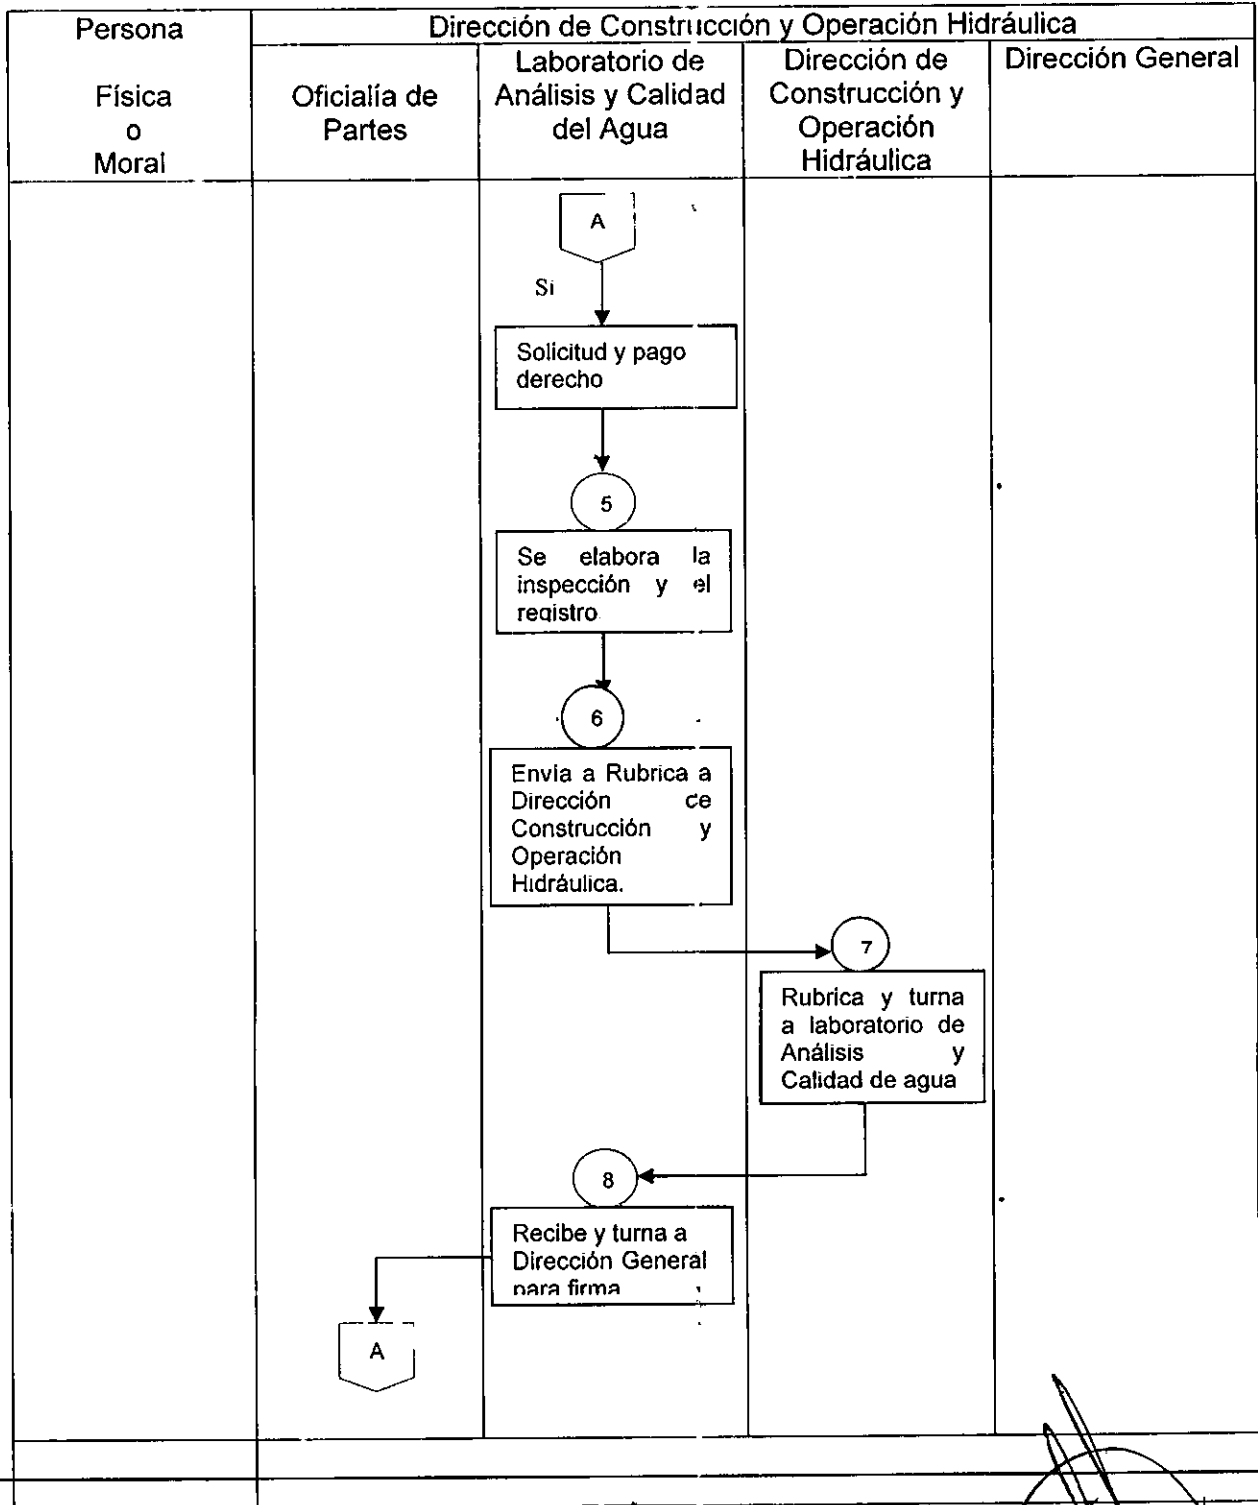 Persona
Física
o
Moral
Dirección de Construcción y Operación Hidráulica
Oficialía de
Partes
Laboratorio de
Análisis y Calidad
del Agua
Dirección de
Construcción y
Operación
Hidráulica
Dirección General
A
Si
Solicitud y pago
derecho
5
Se elabora la
inspección y el
registro
6
Envia a Rubrica a
Dirección de
Construcción y
Operación
Hidráulica.
7
Rubrica y turna
a laboratorio de
Análisis y
Calidad de agua
8
Recibe y turna a
Dirección General
para firma
A